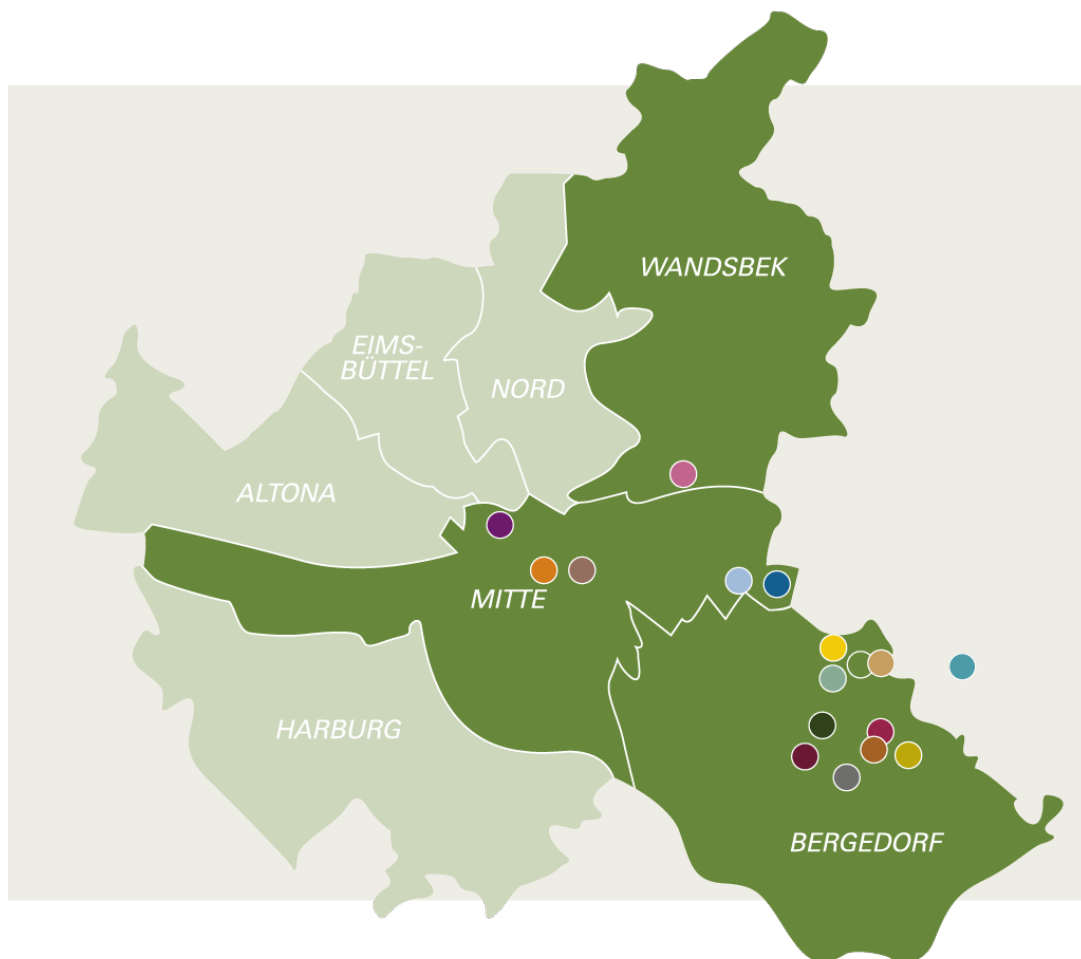 WANDSBEK
EIMS-
BÜTTEL
NORD
ALTONA
MITTE
HARBURG
BERGEDORF